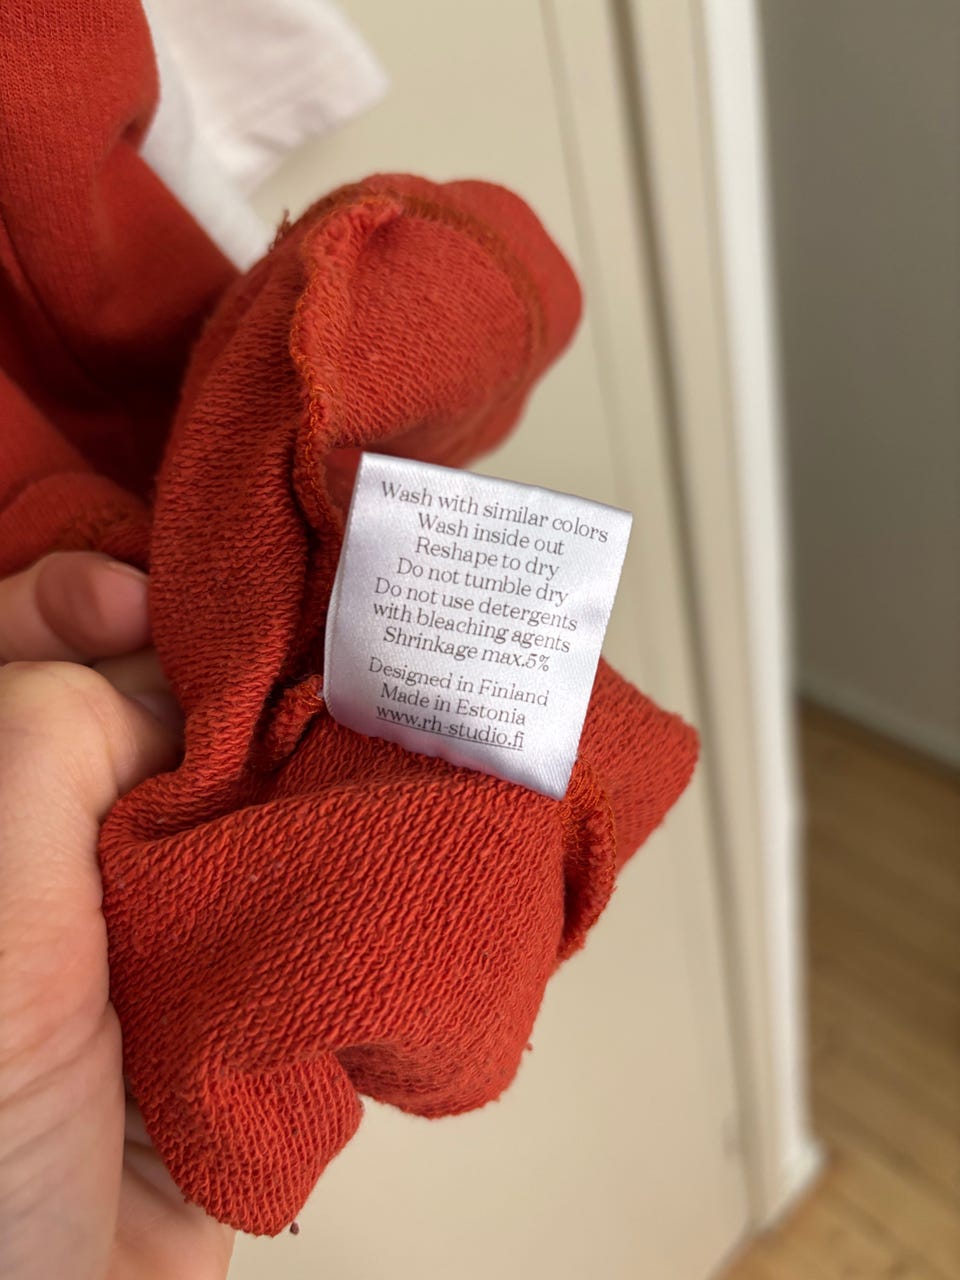 Wash with similar colors
Wash inside out
Reshape to dry
Do not tumble dry
Do not use detergents
with bleaching agents
Shrinkage max.5%
Designed in Finland
Made in Estonia
www.rh-studio.fi